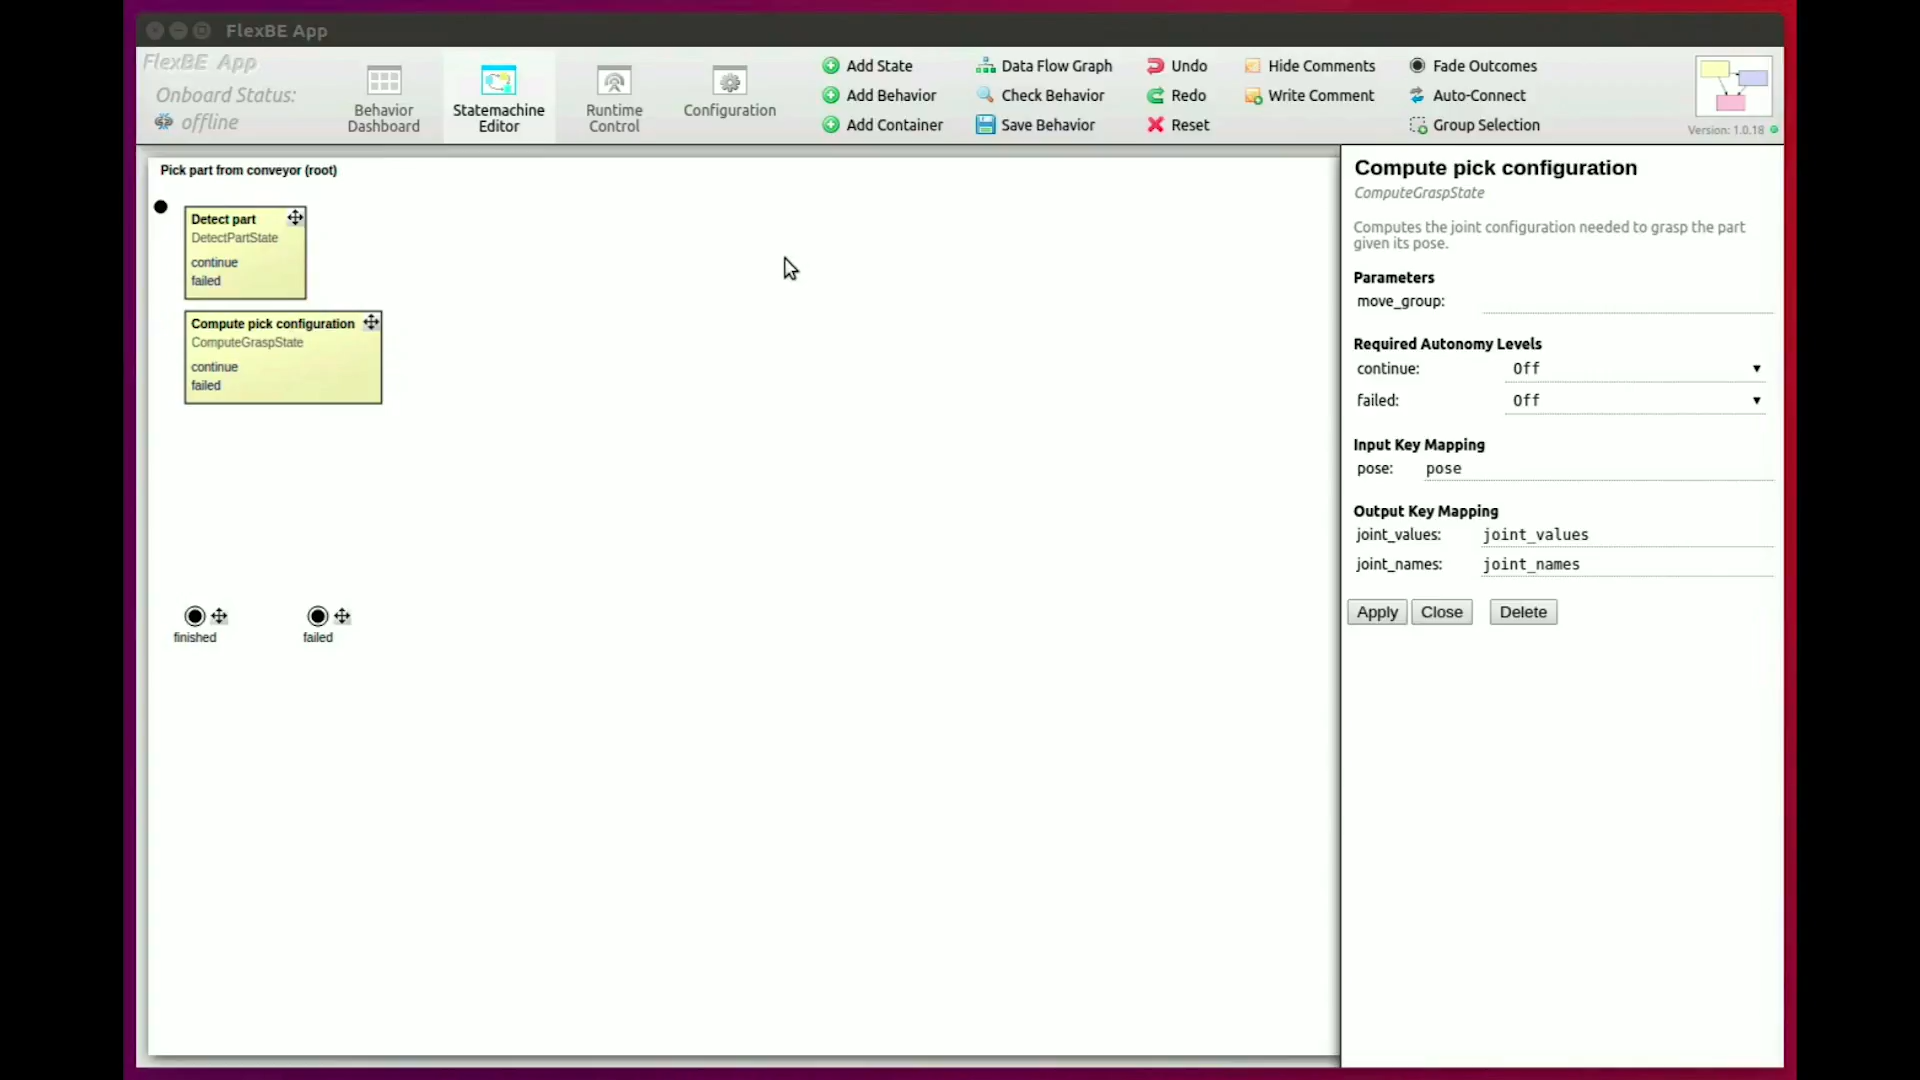 FlexBE App
FlexBE App
Onboard Status:
offline
Behavior
Dashboard
Statemachine
Editor
Runtime
Control
Configuration
Add State
Add Behavior
Add Container
Data Flow Graph
Check Behavior
Save Behavior
Undo
Redo
Reset
Hide Comments
Write Comment
Fade Outcomes
Auto-Connect
Group Selection
Version: 1.0.18
Pick part from conveyor (root)
Detect part
DetectPartState
continue
failed
Compute pick configuration
ComputeGraspState
continue
failed
finished
failed
Compute pick configuration
ComputeGraspState
Computes the joint configuration needed to grasp the part
given its pose.
Parameters
move_group:
Required Autonomy Levels
continue: Off
failed: Off
Input Key Mapping
pose: pose
Output Key Mapping
joint_values: joint_values
joint_names: joint_names
Apply Close Delete